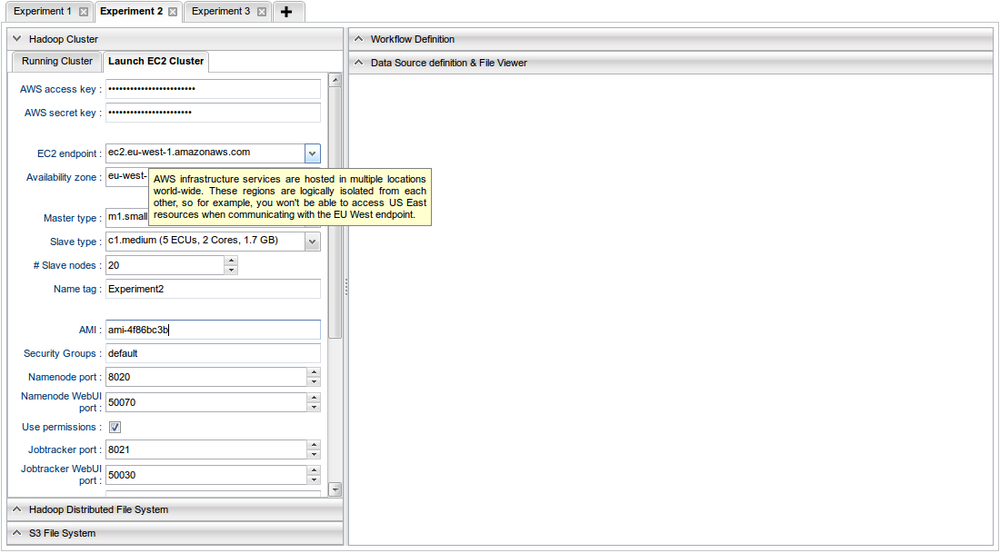 Experiment 1
Experiment 2
Experiment 3
Hadoop Cluster
Running Cluster
Launch EC2 Cluster
AWS access key :
AWS secret key :
EC2 endpoint : ec2.eu-west-1.amazonaws.com
Availability zone : eu-west-
AWS infrastructure services are hosted in multiple locations
world-wide. These regions are logically isolated from each
other, so for example, you won't be able to access US East
resources when communicating with the EU West endpoint.
Master type : m1.small
Slave type : c1.medium (5 ECUs, 2 Cores, 1.7 GB)
# Slave nodes : 20
Name tag : Experiment2
AMI : ami-4f86bc3b
Security Groups : default
Namenode port : 8020
Namenode WebUI
port : 50070
Use permissions :
Jobtracker port : 8021
Jobtracker WebUI
port : 50030
Hadoop Distributed File System
S3 File System
Workflow Definition
Data Source definition & File Viewer